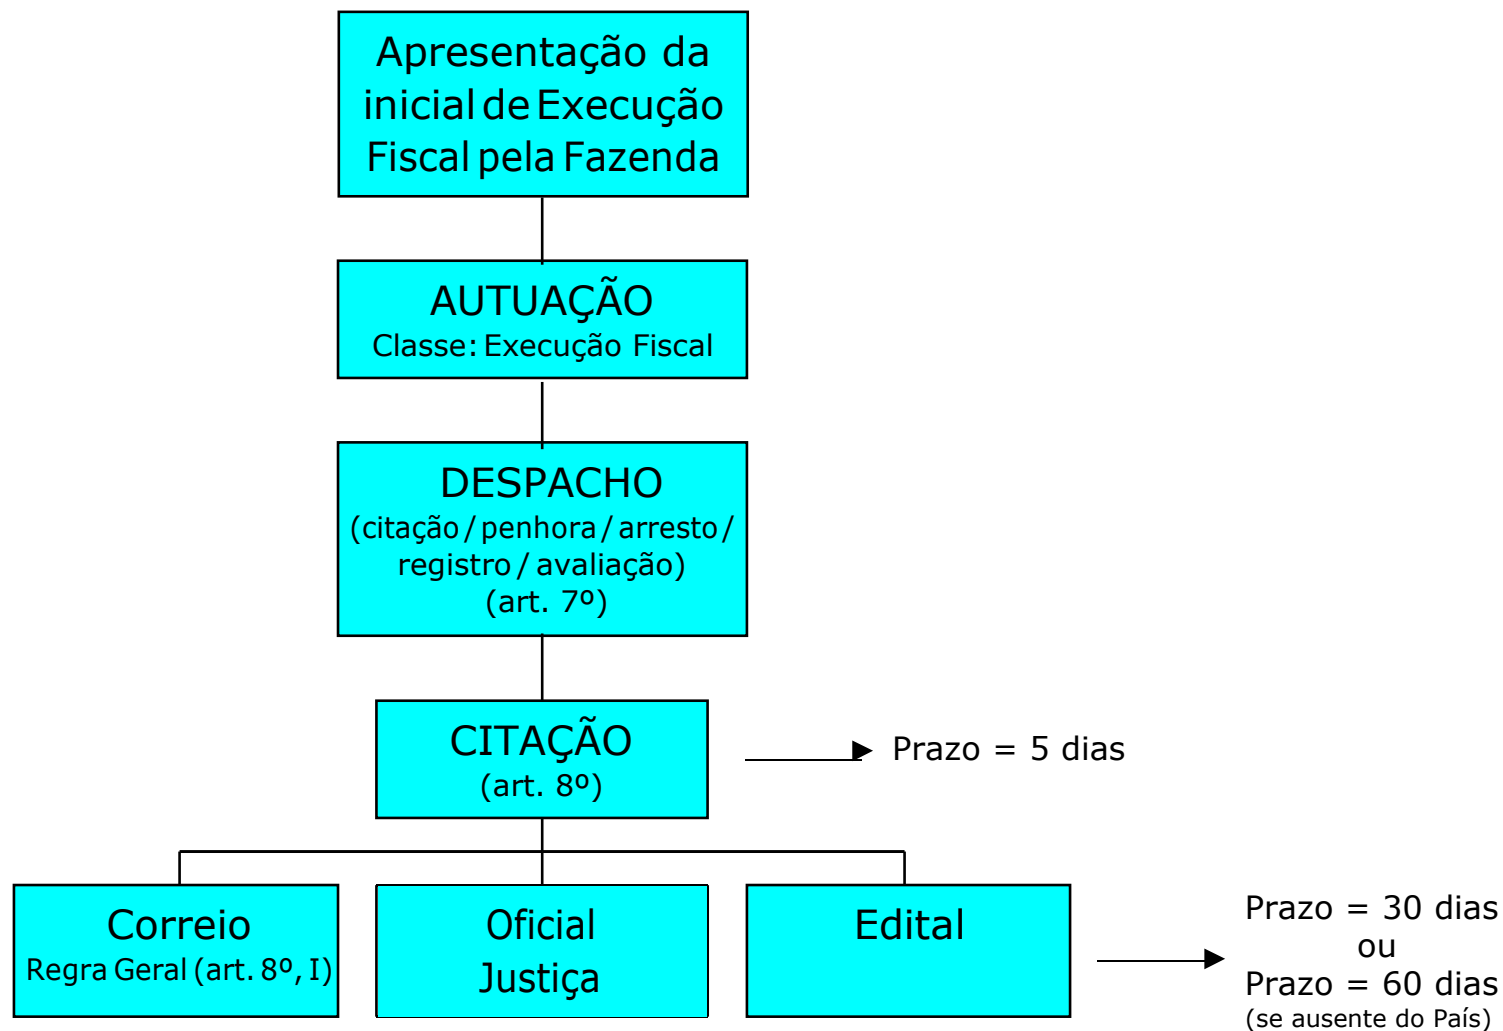 Apresentação da
inicial de Execução
Fiscal pela Fazenda
AUTUAÇÃO
Classe: Execução Fiscal
DESPACHO
(citação / penhora / arresto /
registro / avaliação)
(art. 7º)
CITAÇÃO
(art. 8º)
Prazo = 5 dias
Correio
Regra Geral (art. 8º, I)
Oficial
Justiça
Edital
Prazo = 30 dias
ou
Prazo = 60 dias
(se ausente do País)